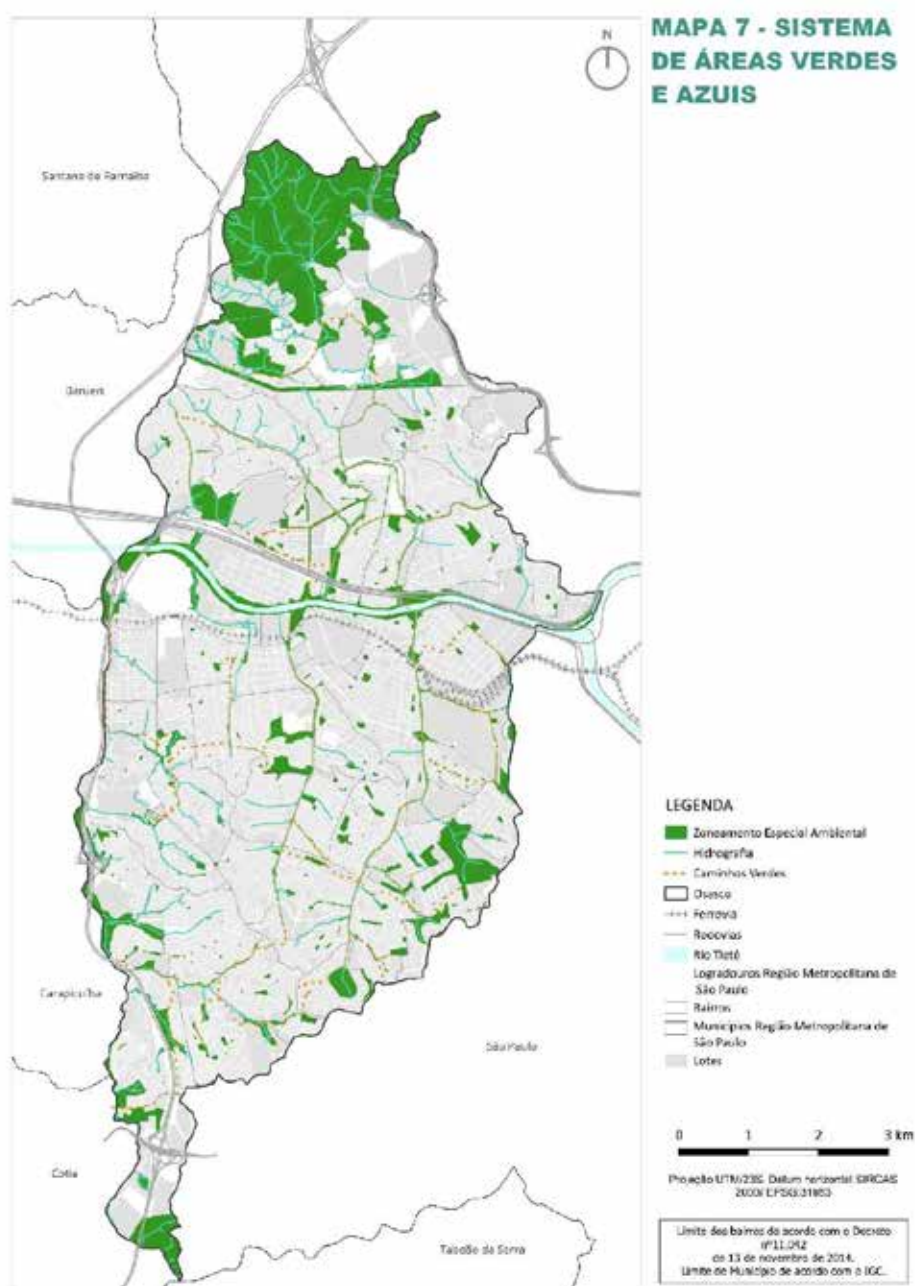 MAPA 7 - SISTEMA
DE ÁREAS VERDES
E AZUIS
N
Santana de Parnaíba
Barueri
Carapicuíba
São Paulo
Cotia
Taboão da Serra
LEGENDA
Zoneamento Especial Ambiental
Hidrografia
Caminhos Verdes
Osasco
Ferrovia
Rodovias
Rio Tietê
Logradouros Região Metropolitana de
São Paulo
Bairros
Municípios Região Metropolitana de
São Paulo
Lotes
0 1 2 3 km
Projeção UTM/23S. Datum horizontal SIRGAS
2000/ EPSG:31983
Limite dos bairros de acordo com o Decreto
nº11.042
de 13 de novembro de 2014.
Limite de Município de acordo com o IGC.